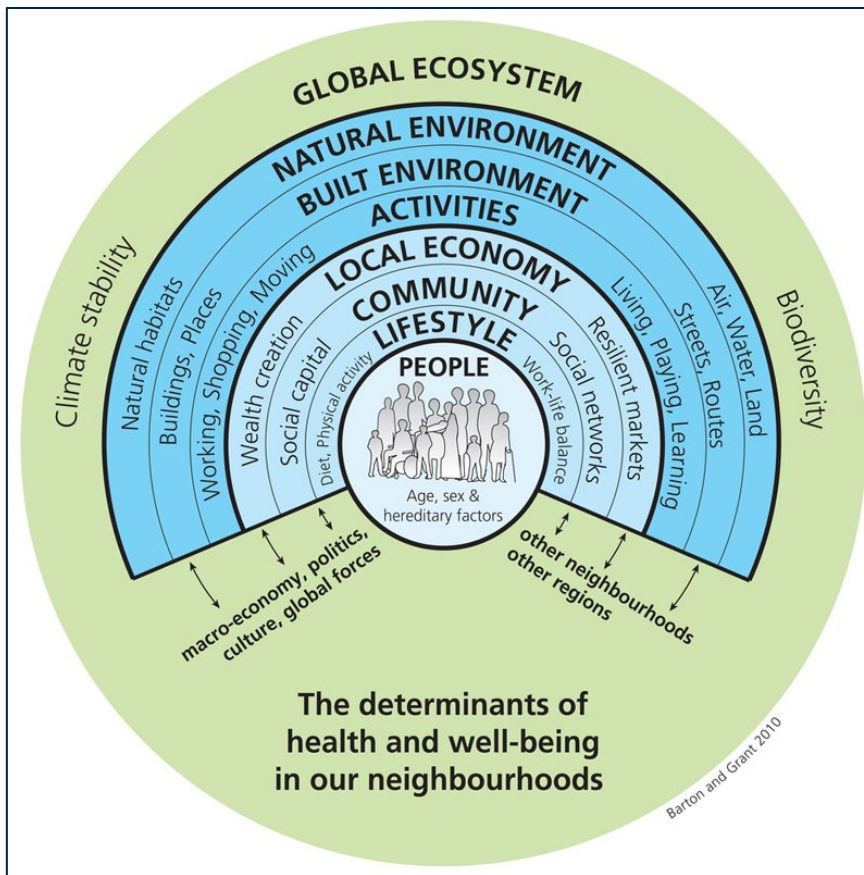 GLOBAL ECOSYSTEM
NATURAL ENVIRONMENT
BUILT ENVIRONMENT
ACTIVITIES
LOCAL ECONOMY
COMMUNITY
LIFESTYLE
PEOPLE
Age, sex &
hereditary factors
Climate stability
Natural habitats
Buildings, Places
Working, Shopping, Moving
Wealth creation
Social capital
Diet, Physical activity
Work-life balance
Social networks
Resilient markets
Living, Playing, Learning
Streets, Routes
Air, Water, Land
Biodiversity
macro-economy, politics,
culture, global forces
other neighbourhoods
other regions
The determinants of
health and well-being
in our neighbourhoods
Barton and Grant 2010